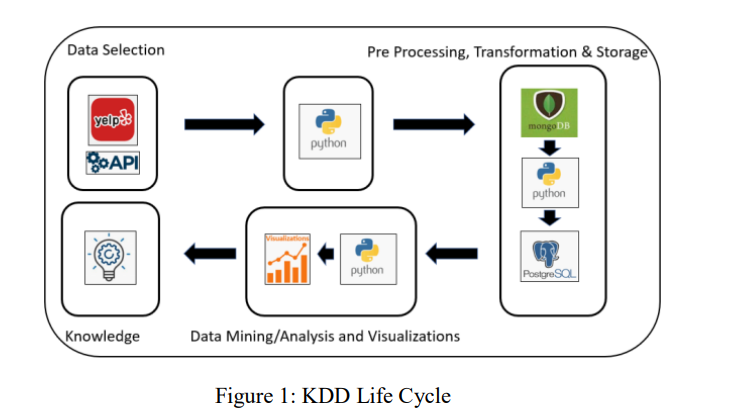 Data Selection
Pre Processing, Transformation & Storage
yelp
API
python
mongoDB
python
PostgreSQL
Visualizations
python
Knowledge
Data Mining/Analysis and Visualizations
Figure 1: KDD Life Cycle